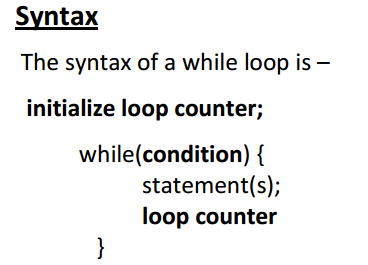 Syntax
The syntax of a while loop is –
initialize loop counter;
while(condition) {
statement(s);
loop counter
}